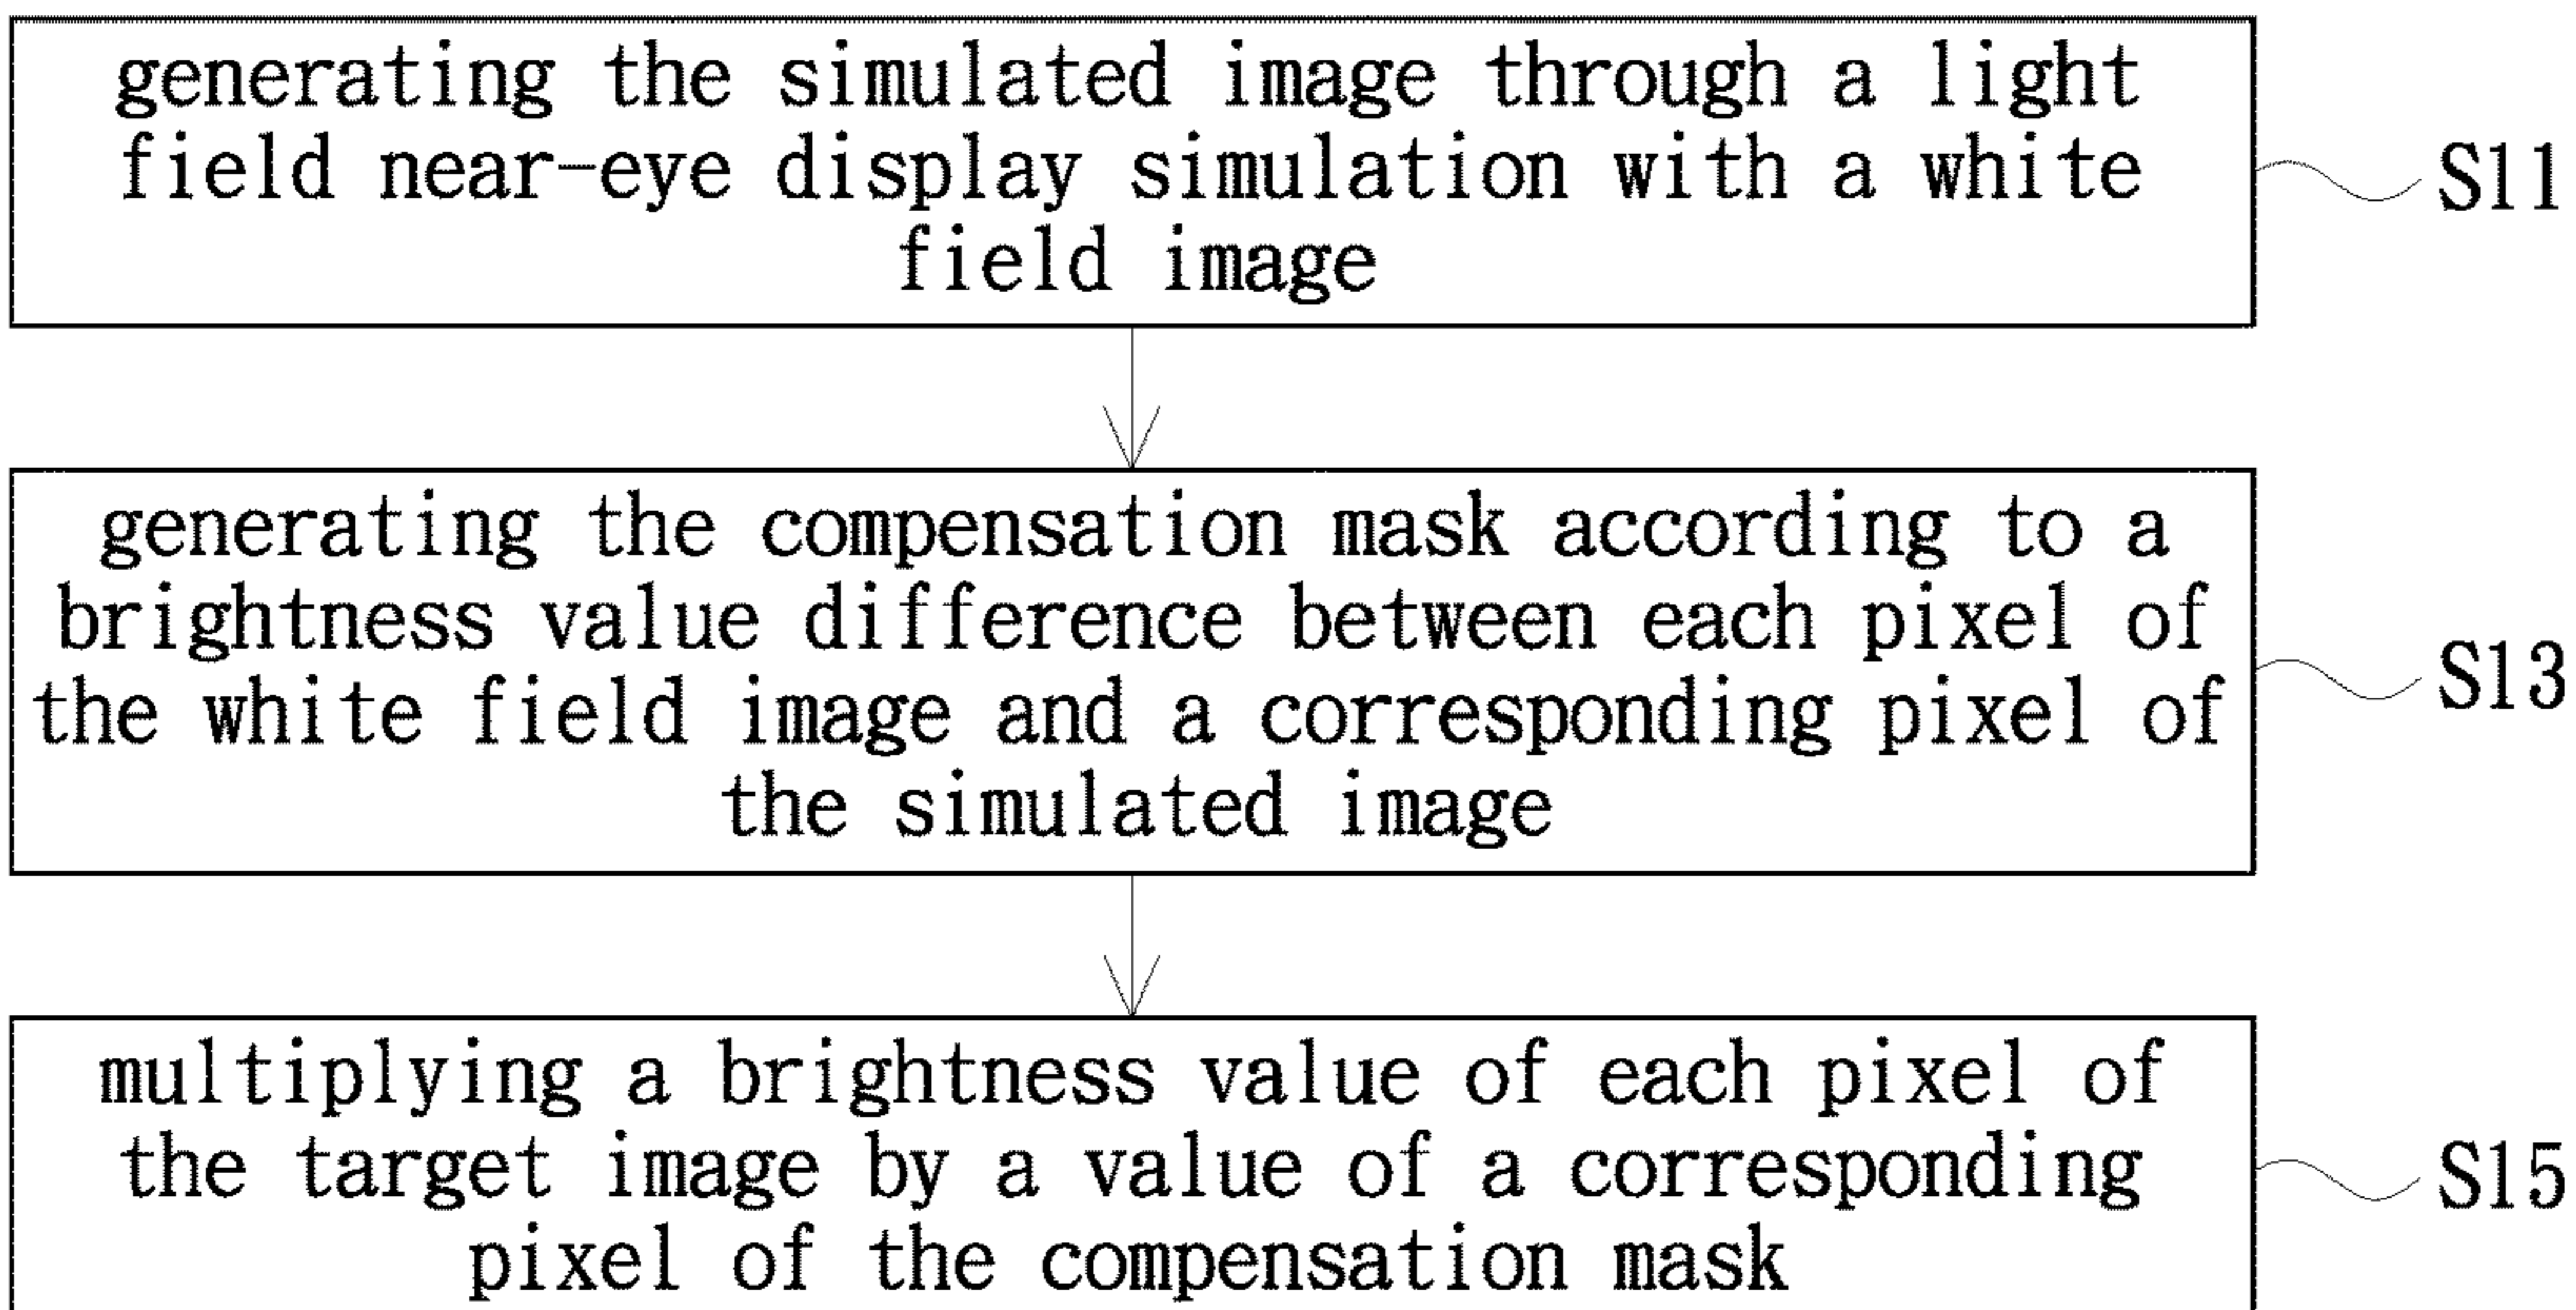 generating the simulated image through a light
field near-eye display simulation with a white
field image
S11
generating the compensation mask according to a
brightness value difference between each pixel of
the white field image and a corresponding pixel of
the simulated image
S13
multiplying a brightness value of each pixel of
the target image by a value of a corresponding
pixel of the compensation mask
S15